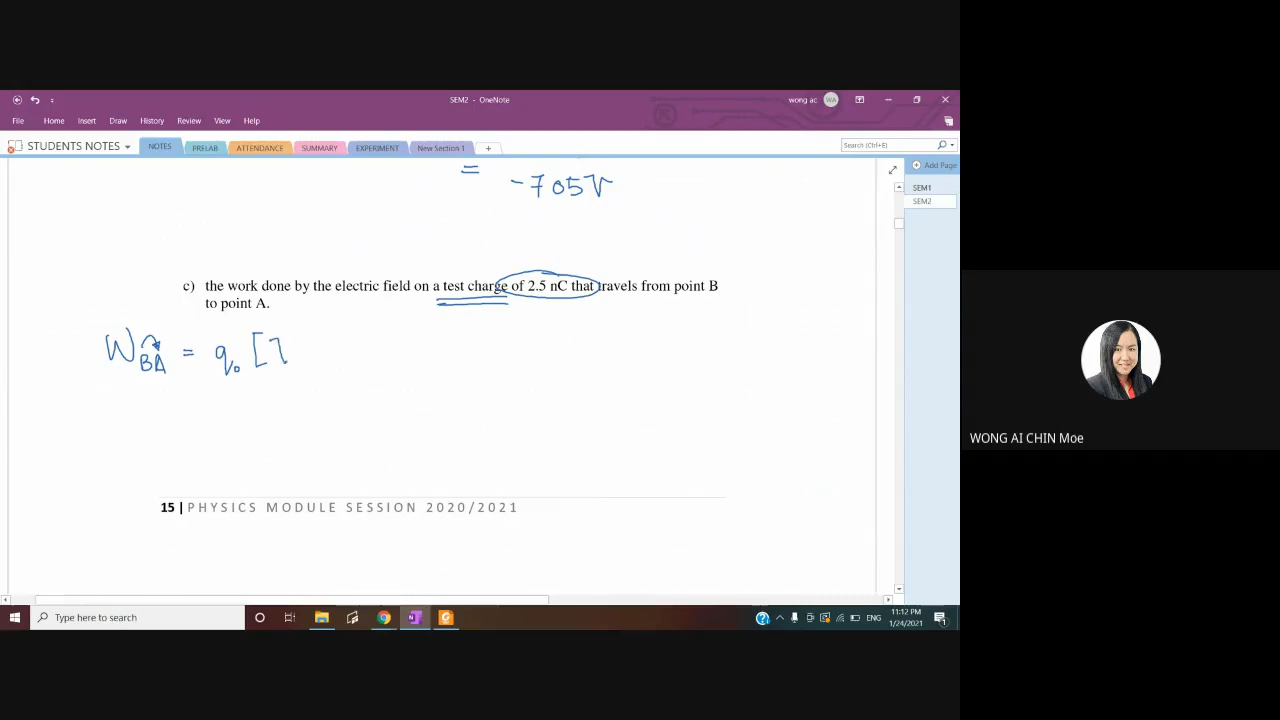 SEM2 - OneNote
wong ac WA
File Home Insert Draw History Review View Help
STUDENTS NOTES NOTES PRELAB ATTENDANCE SUMMARY EXPERIMENT New Section 1 + Search (Ctrl+E)
Add Page
SEM1
SEM2
= -705V
c) the work done by the electric field on a test charge of 2.5 nC that travels from point B
to point A.
W BA = q₀ [
WONG AI CHIN Moe
15 | PHYSICS MODULE SESSION 2020/2021
Type here to search
ENG
11:12 PM
1/24/2021